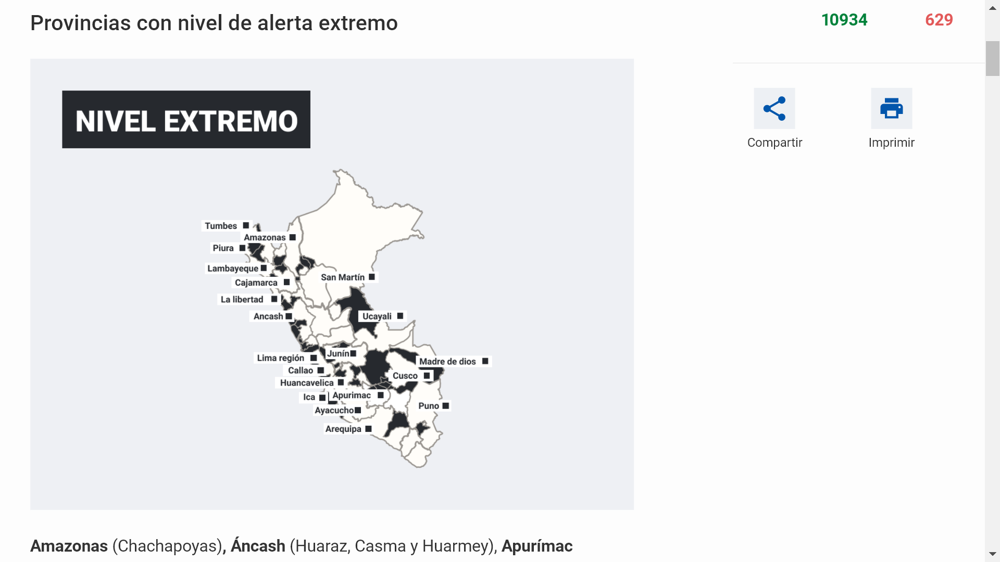 Provincias con nivel de alerta extremo
10934
629
Compartir
Imprimir
NIVEL EXTREMO
Tumbes
Amazonas
Piura
Lambayeque
San Martín
Cajamarca
La libertad
Ancash
Ucayali
Junín
Lima región
Madre de dios
Callao
Cusco
Huancavelica
Ica
Apurimac
Puno
Ayacucho
Arequipa
Amazonas (Chachapoyas), Áncash (Huaraz, Casma y Huarmey), Apurímac